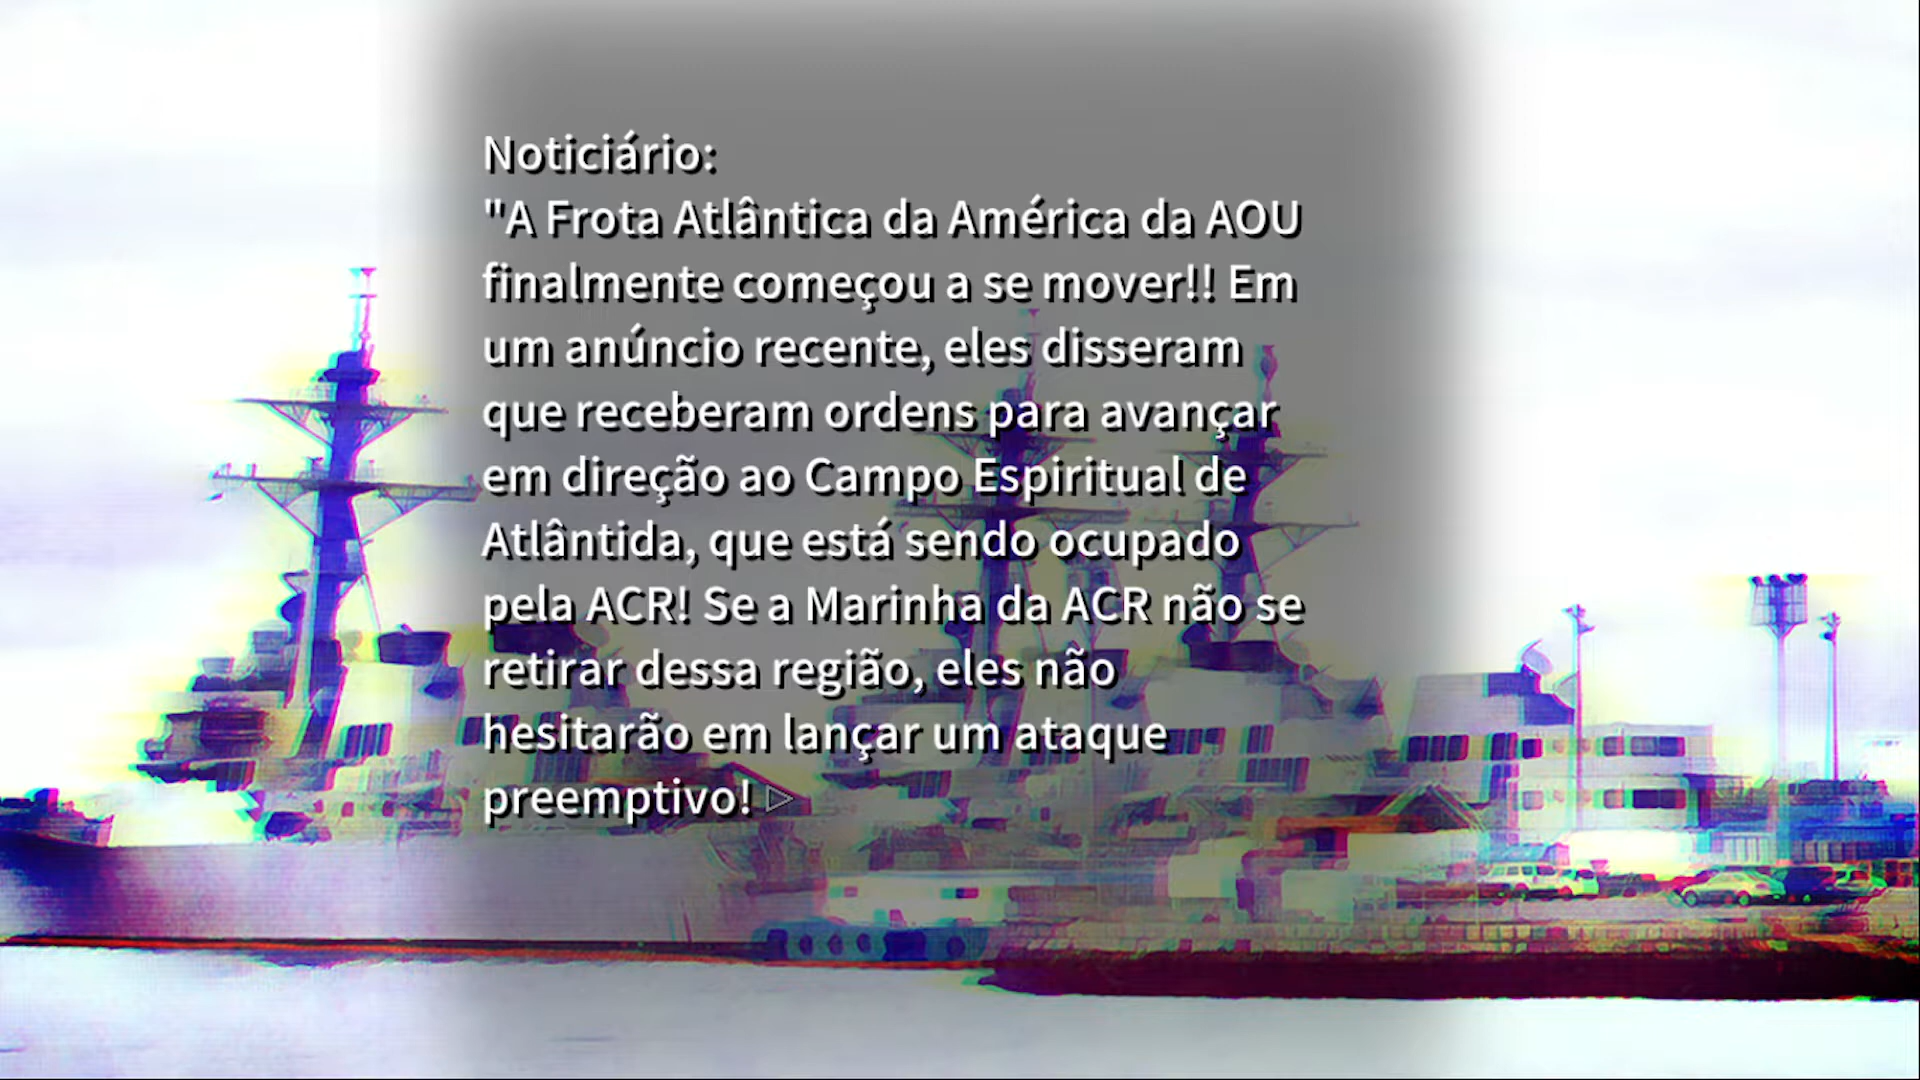 Noticiário:
"A Frota Atlântica da América da AOU
finalmente começou a se mover!! Em
um anúncio recente, eles disseram
que receberam ordens para avançar
em direção ao Campo Espiritual de
Atlântida, que está sendo ocupado
pela ACR! Se a Marinha da ACR não se
retirar dessa região, eles não
hesitarão em lançar um ataque
preemptivo!